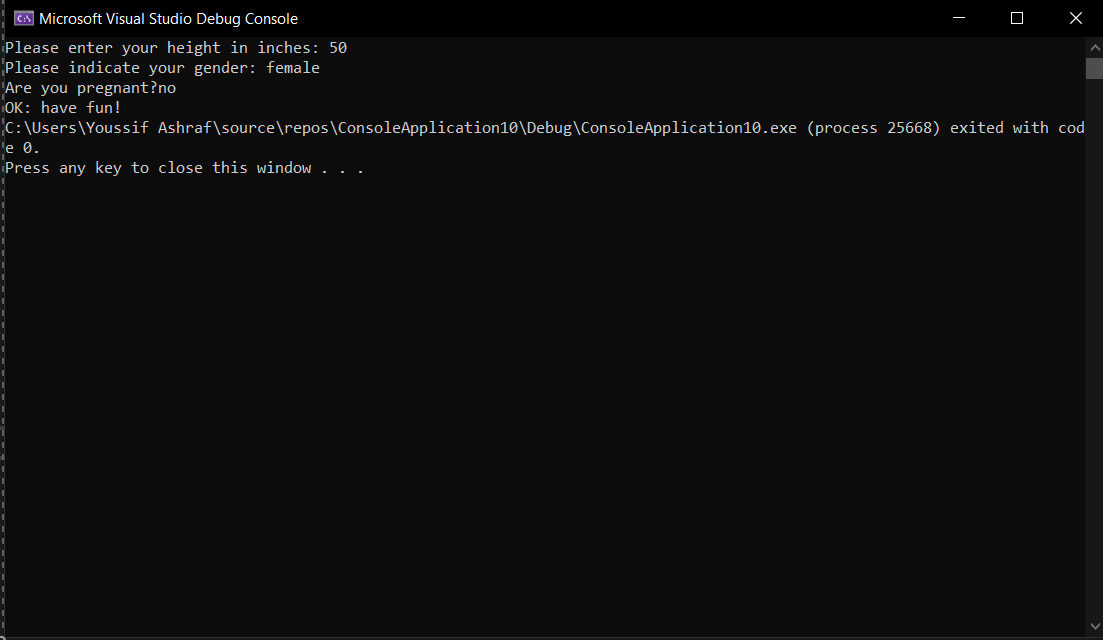 Microsoft Visual Studio Debug Console
Please enter your height in inches: 50
Please indicate your gender: female
Are you pregnant?no
OK: have fun!
C:\Users\Youssif Ashraf\source\repos\ConsoleApplication10\Debug\ConsoleApplication10.exe (process 25668) exited with cod
e 0.
Press any key to close this window . . .